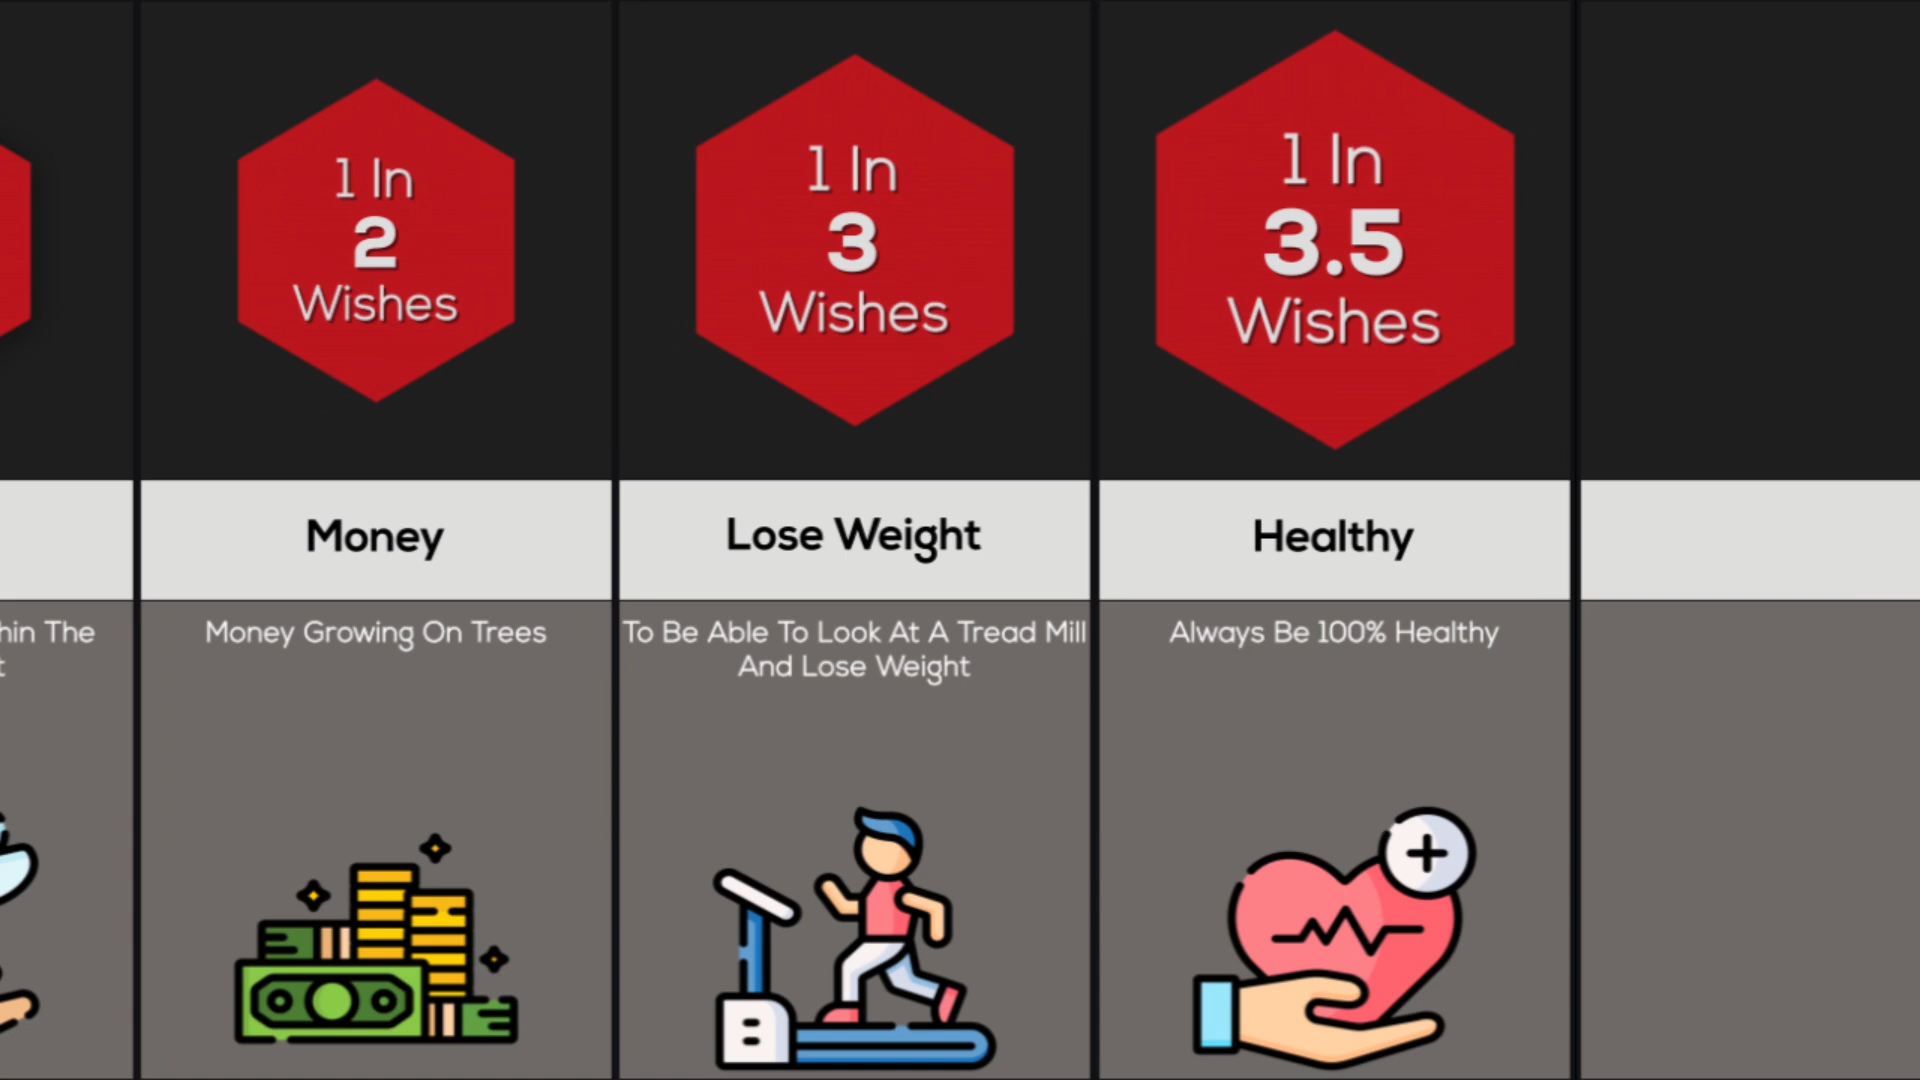 1 In
2
Wishes
1 In
3
Wishes
1 In
3.5
Wishes
Money
Lose Weight
Healthy
The
Money Growing On Trees
To Be Able To Look At A Tread Mill
And Lose Weight
Always Be 100% Healthy